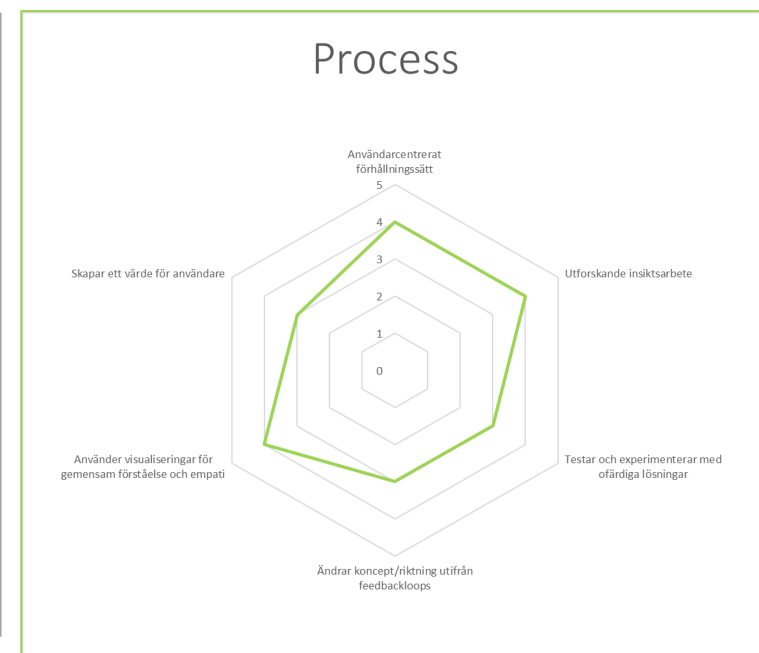 Process
Användarcentrerat
förhållningssätt
5
4
3
2
1
0
Skapar ett värde för användare
Utforskande insiktsarbete
Använder visualiseringar för
gemensam förståelse och empati
Testar och experimenterar med
ofärdiga lösningar
Ändrar koncept/riktning utifrån
feedbackloops